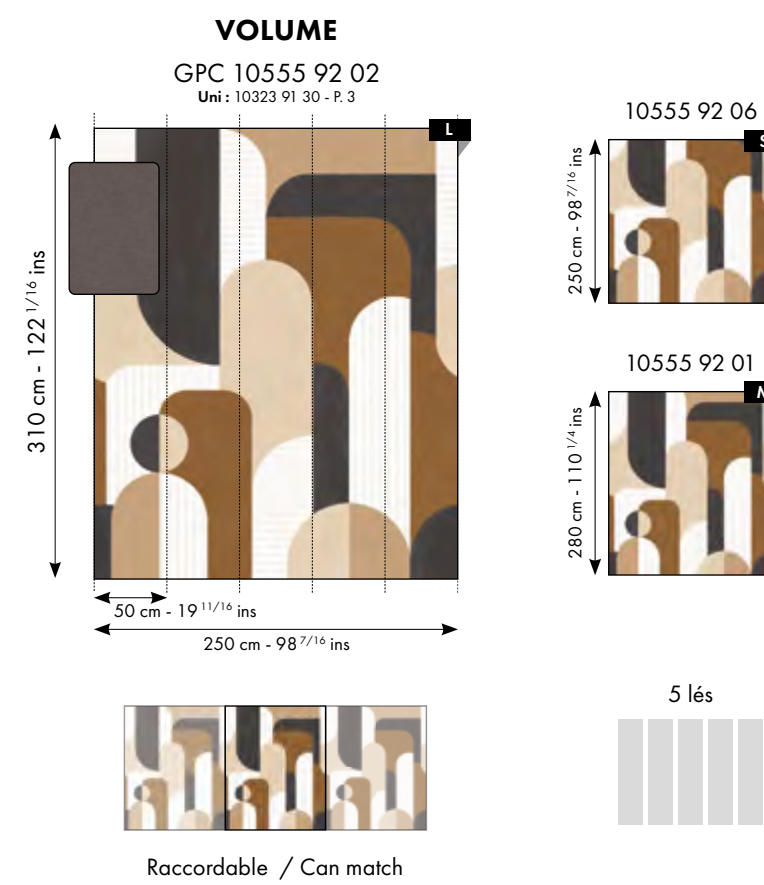 VOLUME
GPC 10555 92 02
Uni : 10323 91 30 - P. 3
L
310 cm - 122 1/16 ins
50 cm - 19 11/16 ins
250 cm - 98 7/16 ins
10555 92 06
S
250 cm - 98 7/16 ins
10555 92 01
M
280 cm - 110 1/4 ins
Raccordable / Can match
5 lés